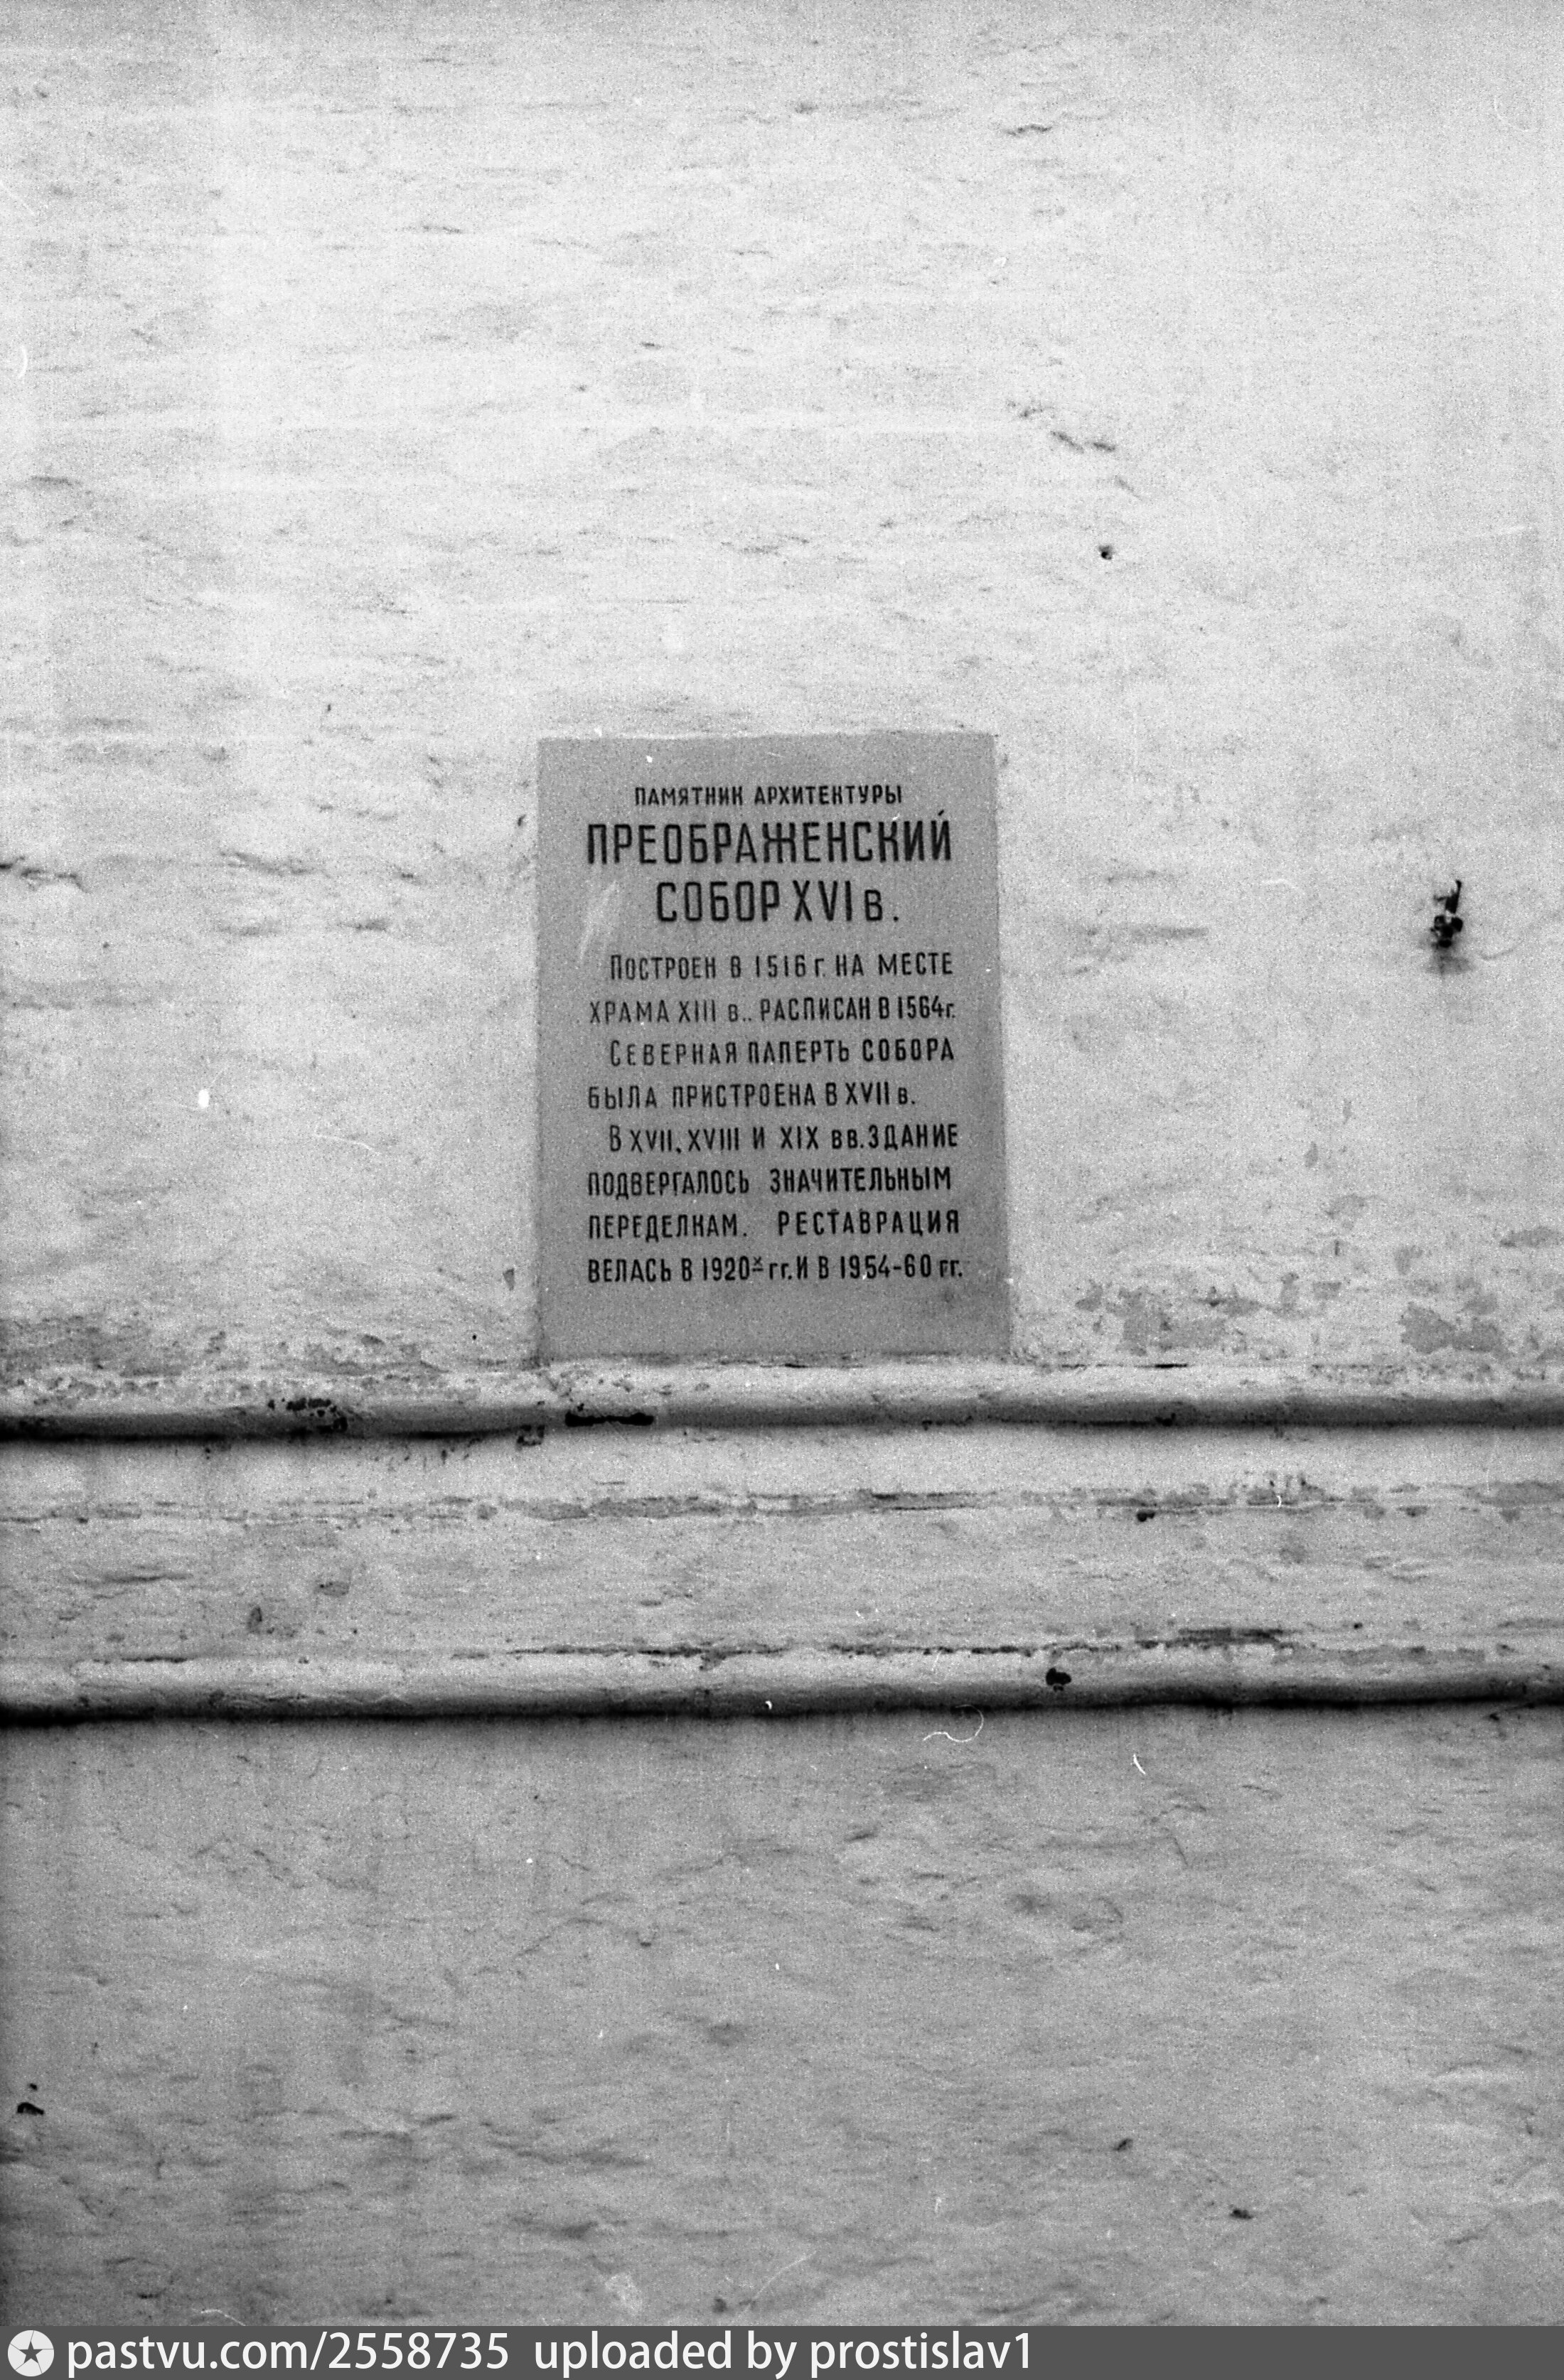 ПАМЯТНИК АРХИТЕКТУРЫ
ПРЕОБРАЖЕНСКИЙ
СОБОР XVI в.
ПОСТРОЕН В 1516 г. НА МЕСТЕ
ХРАМА XIII в.. РАСПИСАН В 1564г.
СЕВЕРНАЯ ПАПЕРТЬ СОБОРА
БЫЛА ПРИСТРОЕНА В XVII в.
В XVII, XVIII И XIX вв. ЗДАНИЕ
ПОДВЕРГАЛОСЬ ЗНАЧИТЕЛЬНЫМ
ПЕРЕДЕЛКАМ. РЕСТАВРАЦИЯ
ВЕЛАСЬ В 1920х гг. И В 1954-60 гг.
pastvu.com/2558735 uploaded by prostislav1